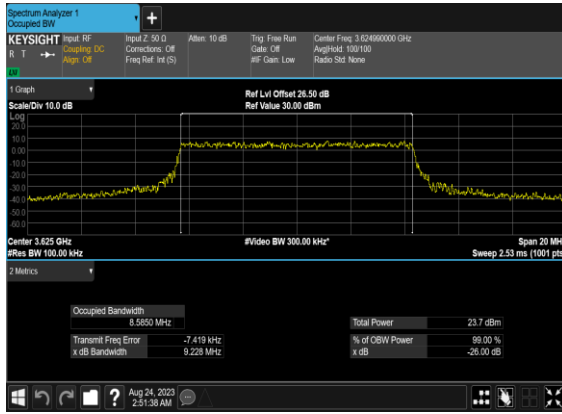 Spectrum Analyzer 1
Occupied BW
+
KEYSIGHT Input: RF Input Z: 50 Ω Atten: 10 dB Trig: Free Run Center Freq: 3.624990000 GHz
R T Coupling: DC Corrections: Off Gate: Off Avg|Hold: 100/100
Align: Off Freq Ref: Int (S) #IF Gain: Low Radio Std: None
1 Graph
Ref Lvl Offset 26.50 dB
Scale/Div 10.0 dB Ref Value 30.00 dBm
Log
20.0
10.0
0.00
-10.0
-20.0
-30.0
-40.0
-50.0
-60.0
Center 3.625 GHz #Video BW 300.00 kHz* Span 20 MH
#Res BW 100.00 kHz Sweep 2.53 ms (1001 pts
2 Metrics
Occupied Bandwidth
8.5850 MHz Total Power 23.7 dBm
Transmit Freq Error -7.419 kHz % of OBW Power 99.00 %
x dB Bandwidth 9.228 MHz x dB -26.00 dB
? Aug 24, 2023
2:51:38 AM